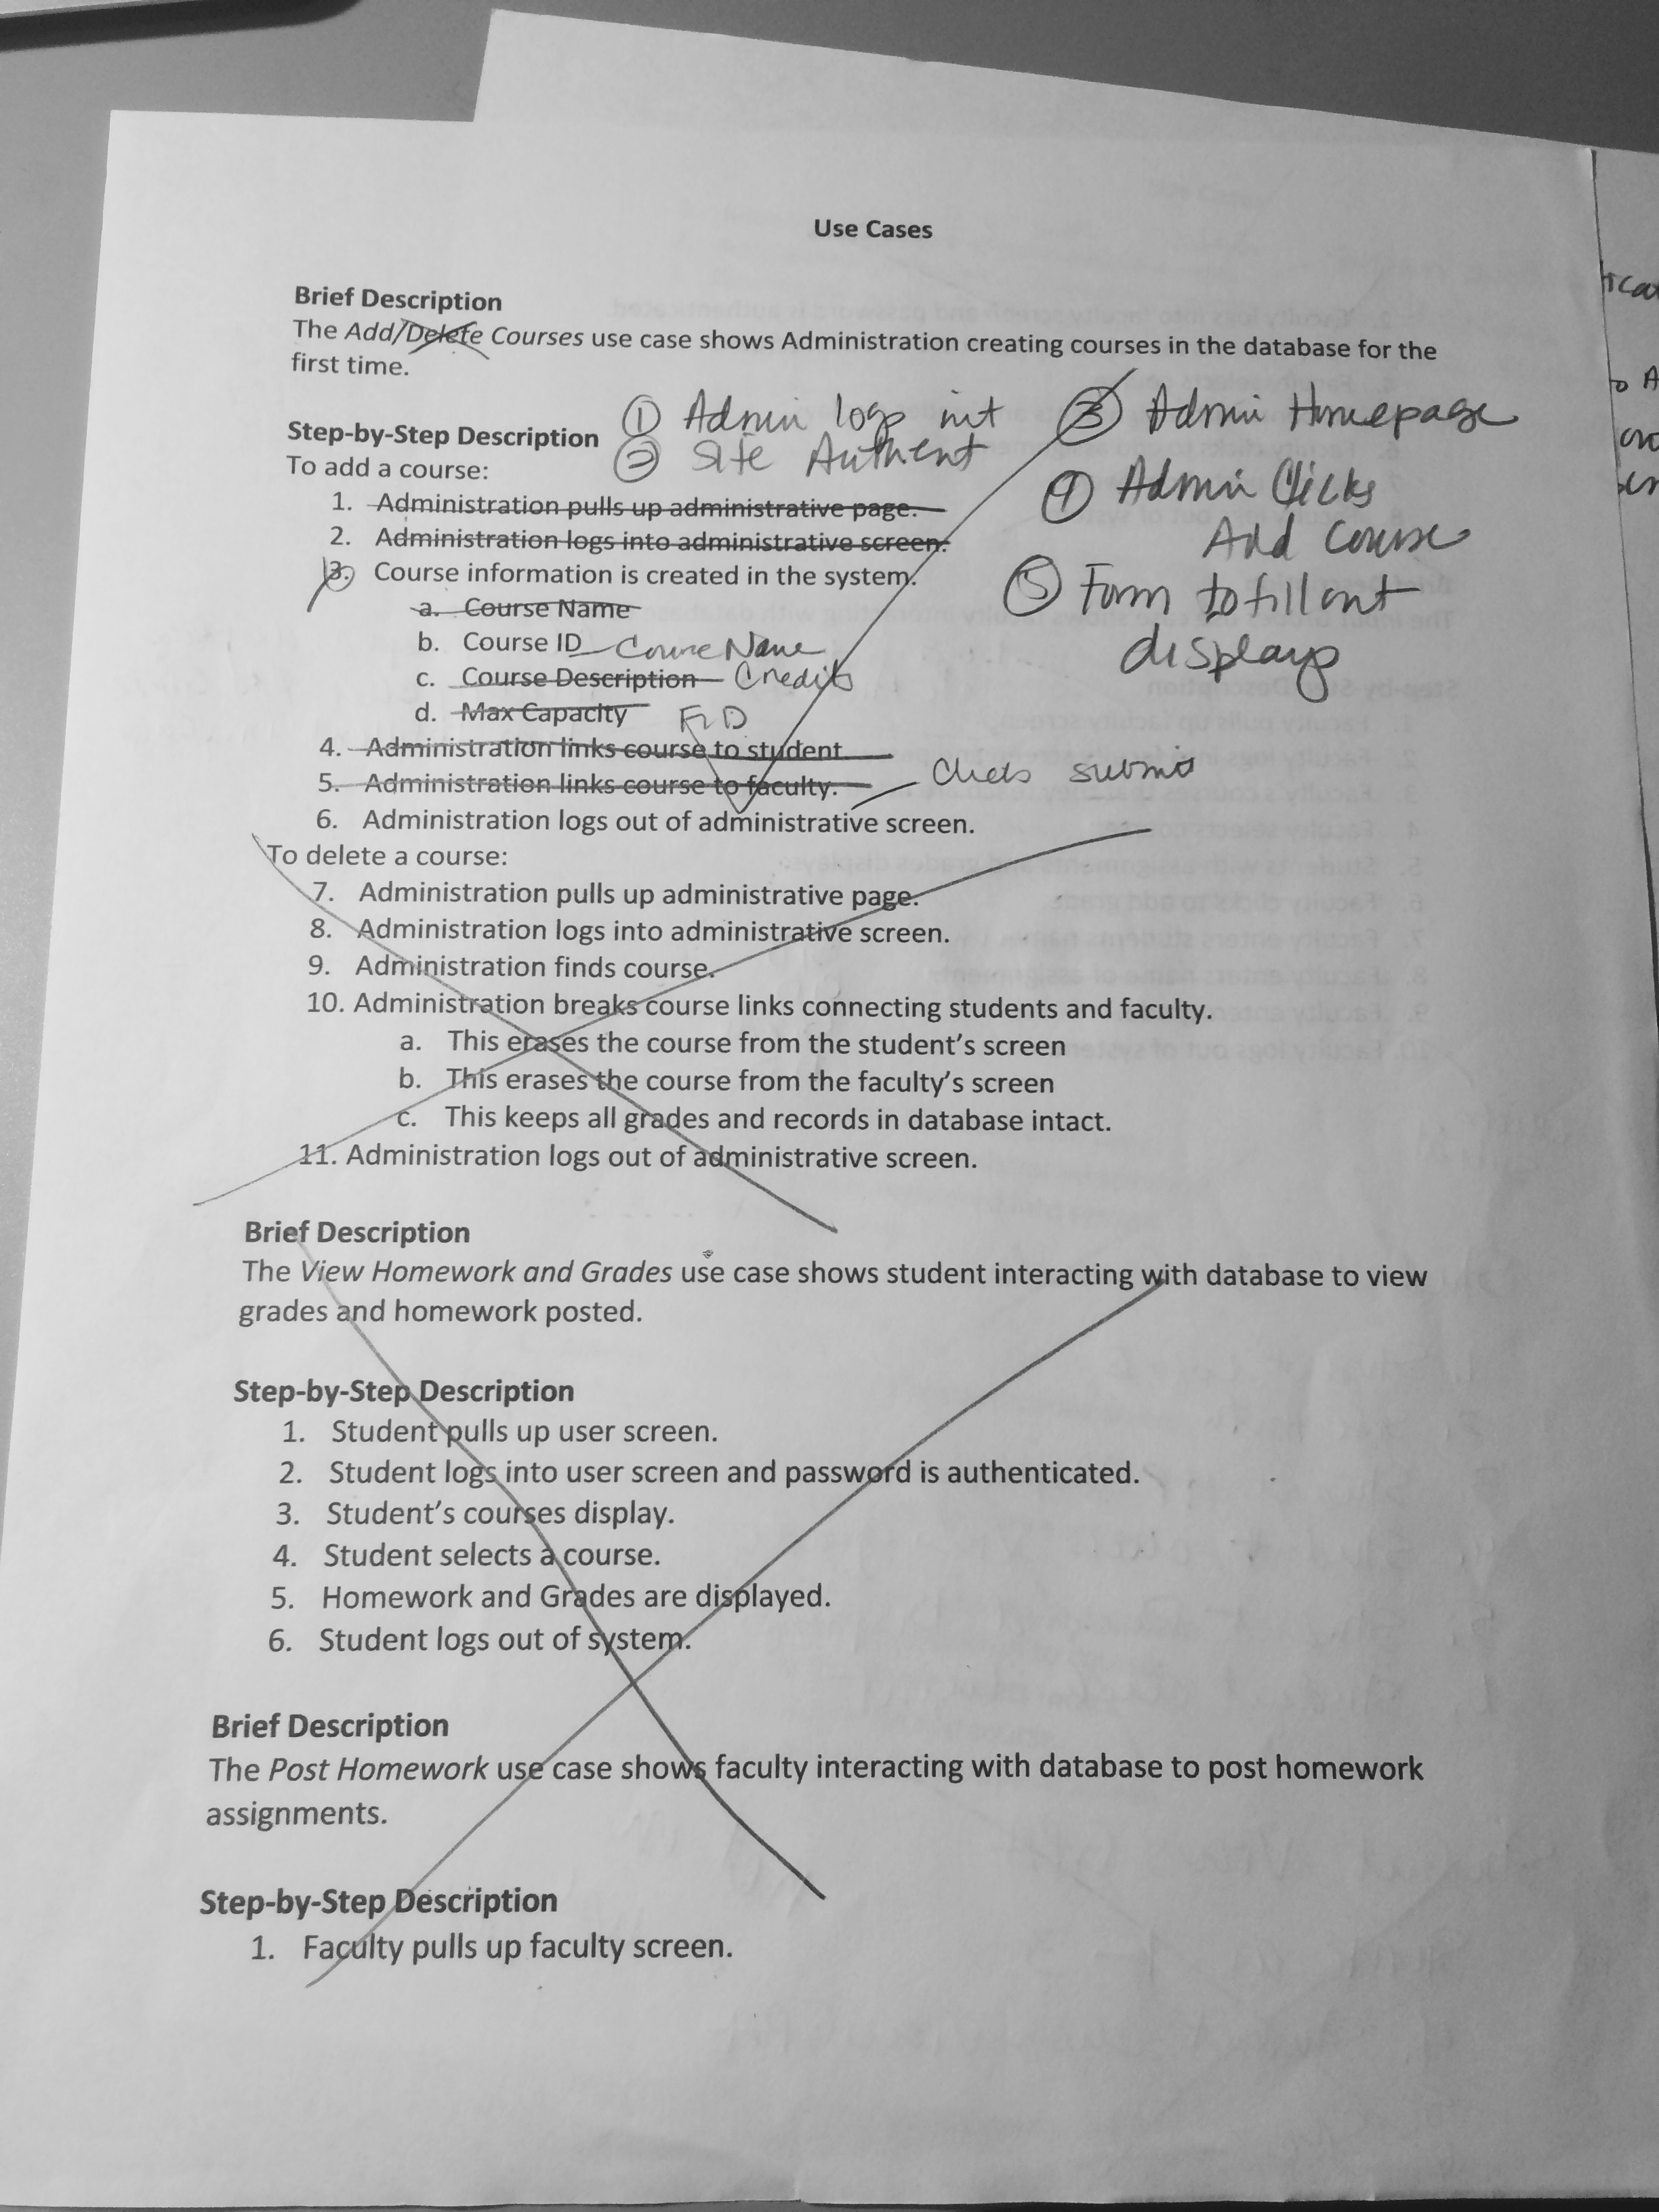 Use Cases
Brief Description
The Add/Delete Courses use case shows Administration creating courses in the database for the
first time.
① Admin logs int ③ Admin Homepage
Step-by-Step Description
② Site Authent
To add a course:
④ Admin Clicks
Add Course
1. Administration pulls up administrative page.
2. Administration logs into administrative screen.
3. Course information is created in the system.
⑤ Form to fill out
displays
a. Course Name
b. Course ID Course Name
c. Course Description Credits
d. Max Capacity FID
4. Administration links course to student.
5. Administration links course to faculty. submit
6. Administration logs out of administrative screen.
To delete a course:
7. Administration pulls up administrative page.
8. Administration logs into administrative screen.
9. Administration finds course.
10. Administration breaks course links connecting students and faculty.
a. This erases the course from the student's screen
b. This erases the course from the faculty's screen
c. This keeps all grades and records in database intact.
11. Administration logs out of administrative screen.
Brief Description
The View Homework and Grades use case shows student interacting with database to view
grades and homework posted.
Step-by-Step Description
1. Student pulls up user screen.
2. Student logs into user screen and password is authenticated.
3. Student's courses display.
4. Student selects a course.
5. Homework and Grades are displayed.
6. Student logs out of system.
Brief Description
The Post Homework use case shows faculty interacting with database to post homework
assignments.
Step-by-Step Description
1. Faculty pulls up faculty screen.